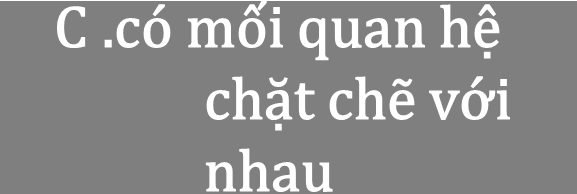 C .có mối quan hệ
chặt chẽ với
nhau